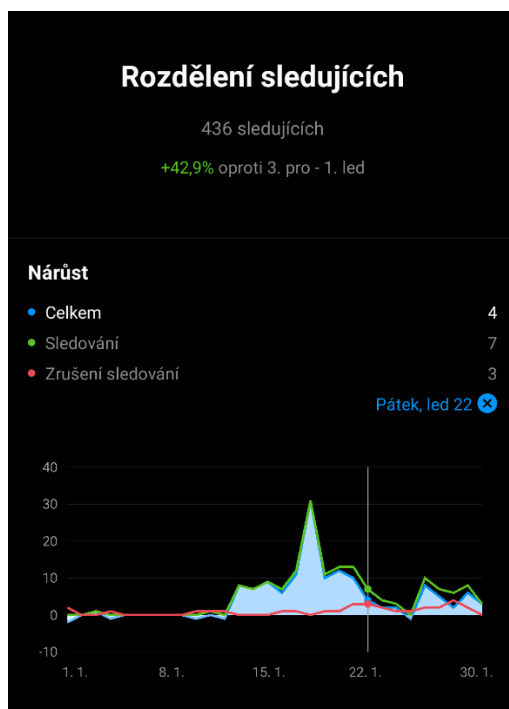 Rozdělení sledujících
436 sledujících
+42,9% oproti 3. pro - 1. led
Nárůst
Celkem 4
Sledování 7
Zrušení sledování 3
Pátek, led 22
40
30
20
10
0
-10
1. 1. 8. 1. 15. 1. 22. 1. 30. 1.